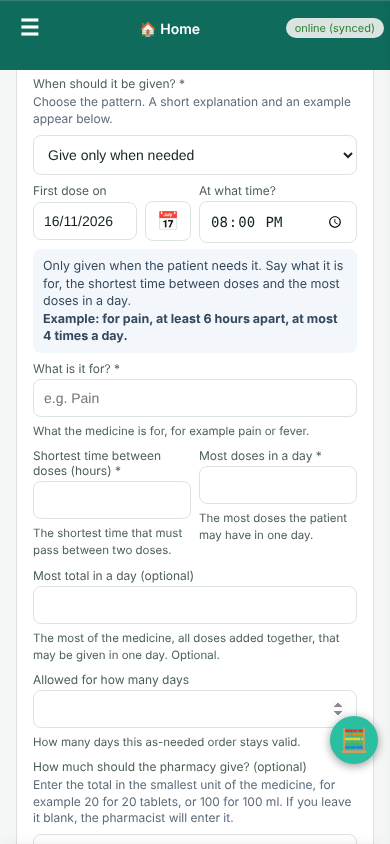 ☰
🏠 Home
online (synced)
When should it be given? *
Choose the pattern. A short explanation and an example
appear below.
Give only when needed
First dose on
At what time?
16/11/2026
📅
08:00 PM
Only given when the patient needs it. Say what it is
for, the shortest time between doses and the most
doses in a day.
Example: for pain, at least 6 hours apart, at most
4 times a day.
What is it for? *
e.g. Pain
What the medicine is for, for example pain or fever.
Shortest time between
doses (hours) *
Most doses in a day *
The shortest time that must
pass between two doses.
The most doses the patient
may have in one day.
Most total in a day (optional)
The most of the medicine, all doses added together, that
may be given in one day. Optional.
Allowed for how many days
How many days this as-needed order stays valid.
How much should the pharmacy give? (optional)
Enter the total in the smallest unit of the medicine, for
example 20 for 20 tablets, or 100 for 100 ml. If you leave
it blank, the pharmacist will enter it.